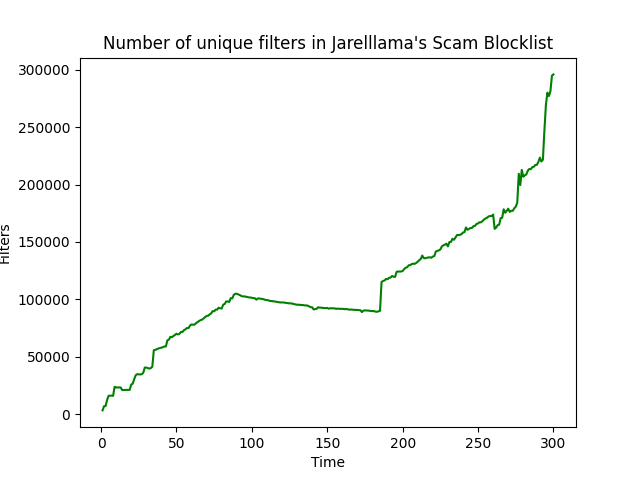 Number of unique filters in Jarelllama's Scam Blocklist
300000
250000
200000
150000
100000
50000
0
Filters
0 50 100 150 200 250 300
Time